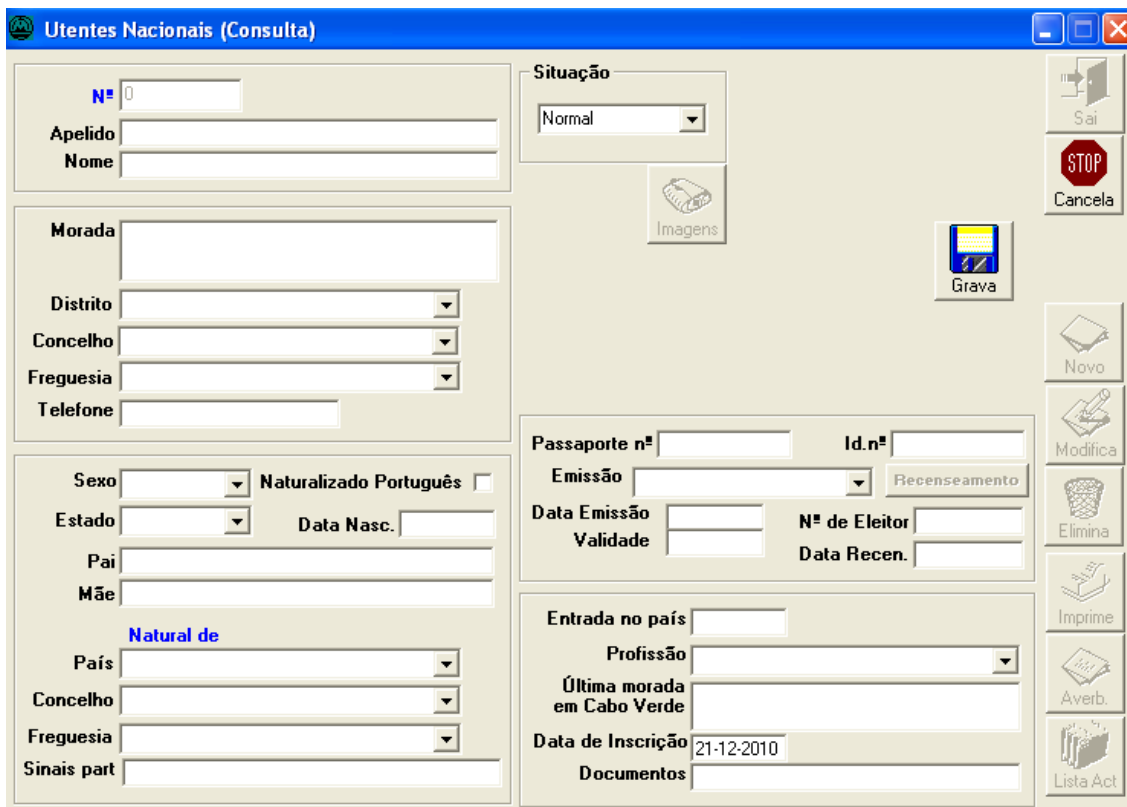 Utentes Nacionais (Consulta)
Nº 0
Apelido
Nome
Morada
Distrito
Concelho
Freguesia
Telefone
Sexo Naturalizado Português
Estado Data Nasc.
Pai
Mãe
Natural de
País
Concelho
Freguesia
Sinais part
Situação
Normal
Imagens
Grava
Passaporte nº Id.nº
Emissão Recenseamento
Data Emissão Nº de Eleitor
Validade Data Recen.
Entrada no país
Profissão
Última morada
em Cabo Verde
Data de Inscrição 21-12-2010
Documentos
Sai
STOP
Cancela
Novo
Modifica
Elimina
Imprime
Averb.
Lista Act